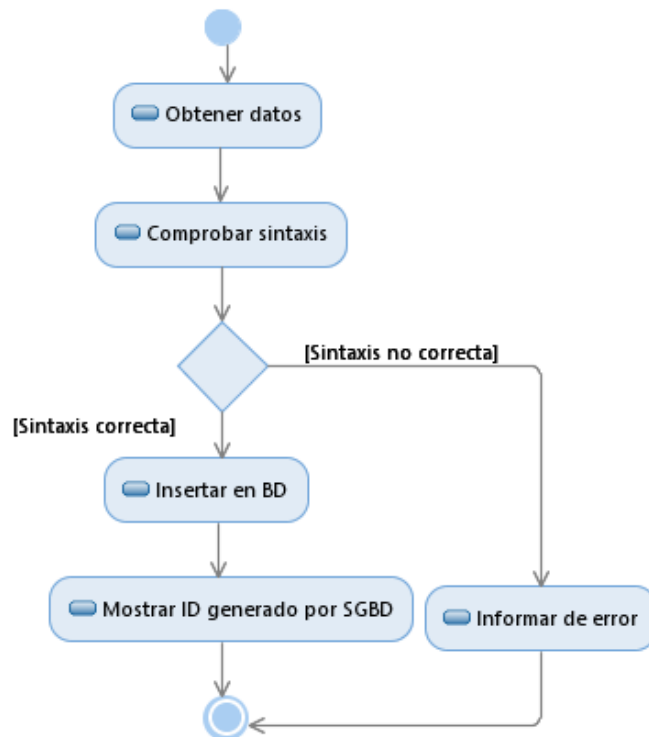 Obtener datos
Comprobar sintaxis
[Sintaxis no correcta]
[Sintaxis correcta]
Insertar en BD
Mostrar ID generado por SGBD
Informar de error